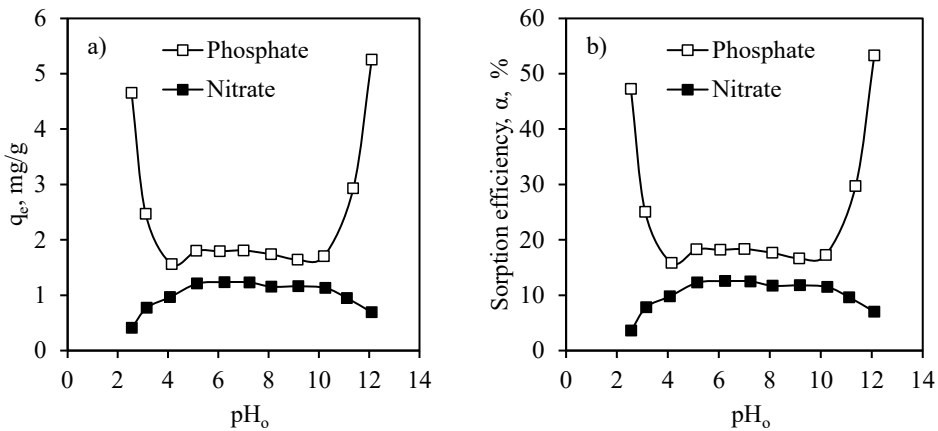 a)
Phosphate
Nitrate
qₑ, mg/g
6
5
4
3
2
1
0
0 2 4 6 8 10 12 14
pHₒ
b)
Phosphate
Nitrate
Sorption efficiency, α, %
60
50
40
30
20
10
0
0 2 4 6 8 10 12 14
pHₒ